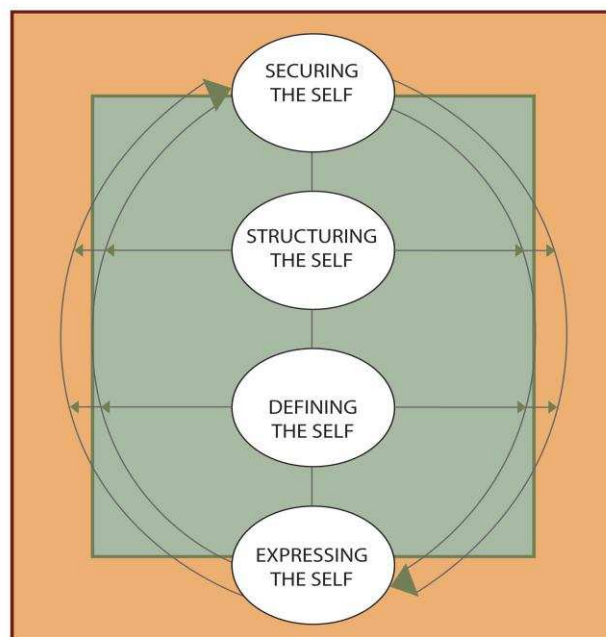 SECURING
THE SELF
STRUCTURING
THE SELF
DEFINING
THE SELF
EXPRESSING
THE SELF